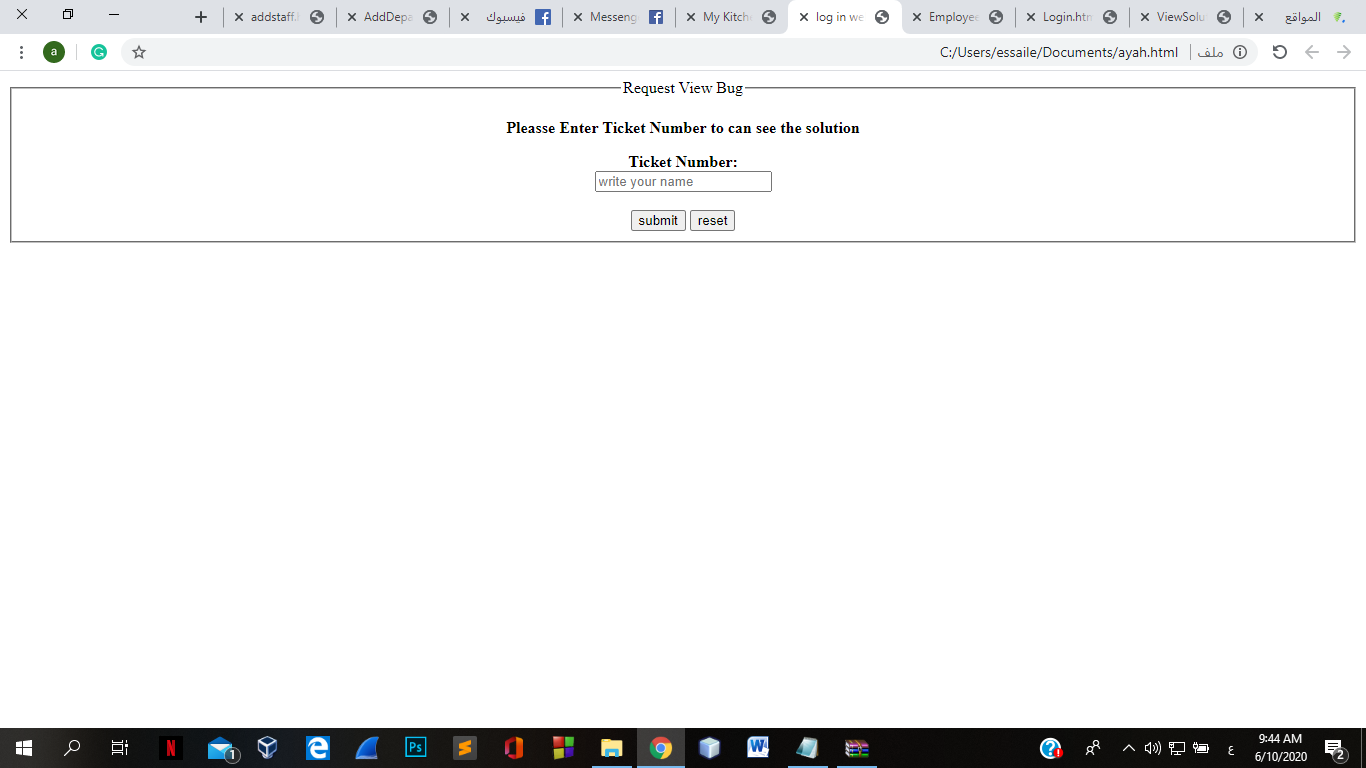 addstaff.h
AddDepa
فيسبوك
Messeng
My Kitche
log in we
Employee
Login.htm
ViewSolu
المواقع
a
ملف
C:/Users/essaile/Documents/ayah.html
Request View Bug
Pleasse Enter Ticket Number to can see the solution
Ticket Number:
write your name
submit reset
N
1
Ps
W
ع
9:44 AM
6/10/2020
2